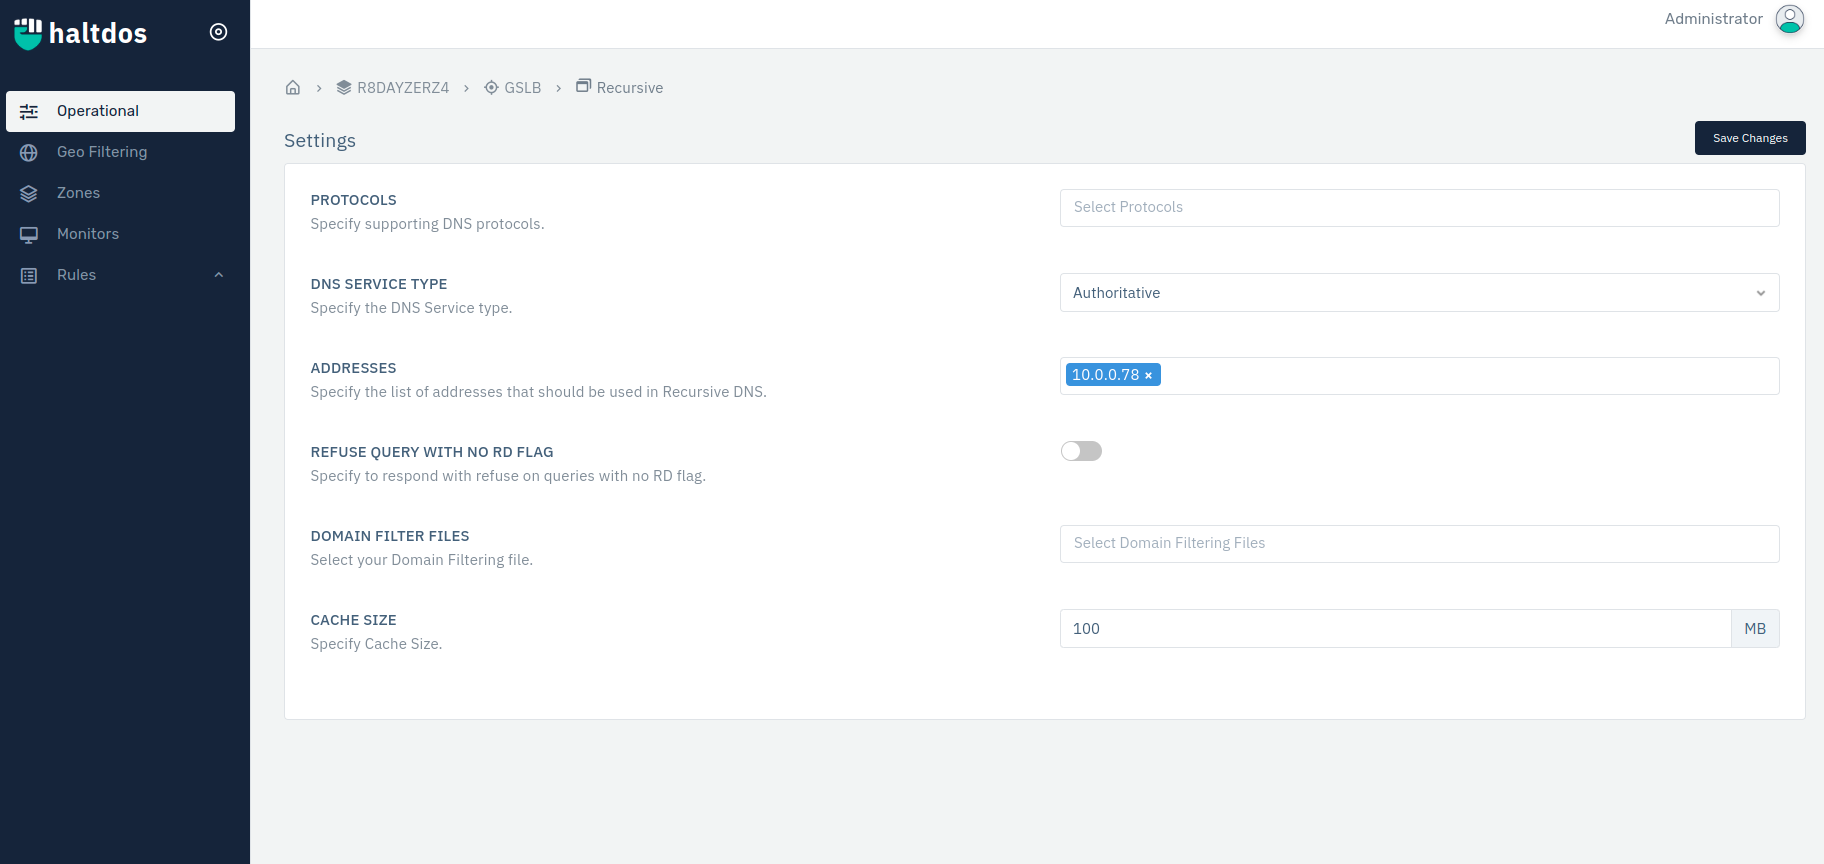 haltdos
Administrator
Operational
Geo Filtering
Zones
Monitors
Rules
R8DAYZERZ4 GSLB Recursive
Settings
Save Changes
PROTOCOLS
Specify supporting DNS protocols.
Select Protocols
DNS SERVICE TYPE
Specify the DNS Service type.
Authoritative
ADDRESSES
Specify the list of addresses that should be used in Recursive DNS.
10.0.0.78 ×
REFUSE QUERY WITH NO RD FLAG
Specify to respond with refuse on queries with no RD flag.
DOMAIN FILTER FILES
Select your Domain Filtering file.
Select Domain Filtering Files
CACHE SIZE
Specify Cache Size.
100 MB